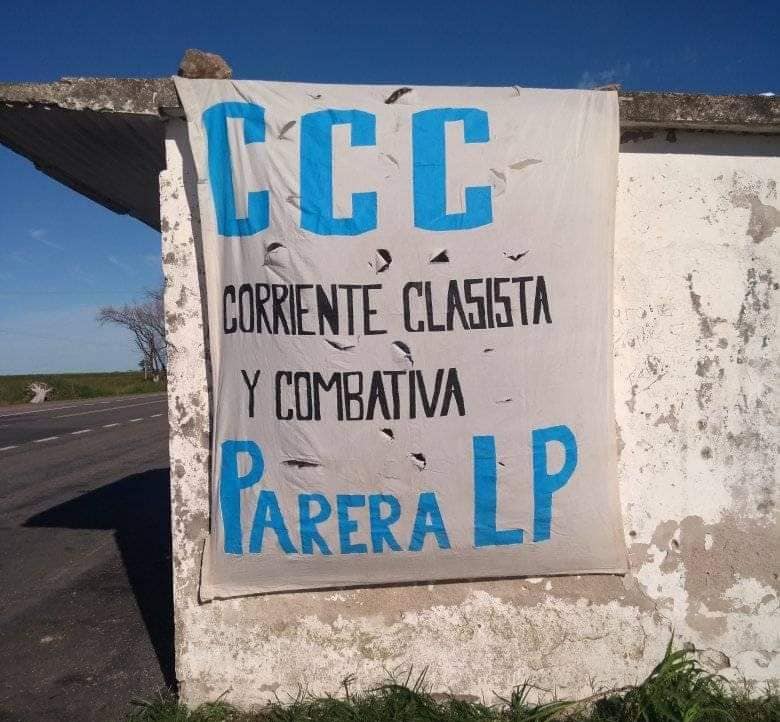 CCC
CORRIENTE CLASISTA
Y COMBATIVA
PARERA LP